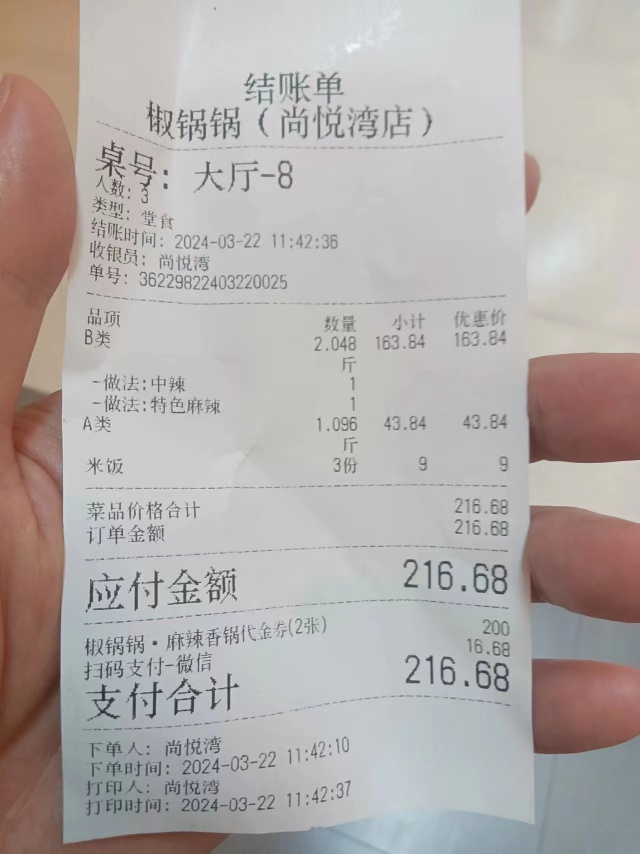 结账单
椒锅锅（尚悦湾店）
桌号: 大厅-8
人数: 3
类型: 堂食
结账时间: 2024-03-22 11:42:36
收银员: 尚悦湾
单号: 36229822403220025
品项 数量 小计 优惠价
B类 2.048 163.84 163.84
斤
-做法:中辣 1
-做法:特色麻辣 1
A类 1.096 43.84 43.84
斤
米饭 3份 9 9
菜品价格合计 216.68
订单金额 216.68
应付金额 216.68
椒锅锅·麻辣香锅代金券(2张) 200
扫码支付-微信 16.68
支付合计 216.68
下单人: 尚悦湾
下单时间: 2024-03-22 11:42:10
打印人: 尚悦湾
打印时间: 2024-03-22 11:42:37